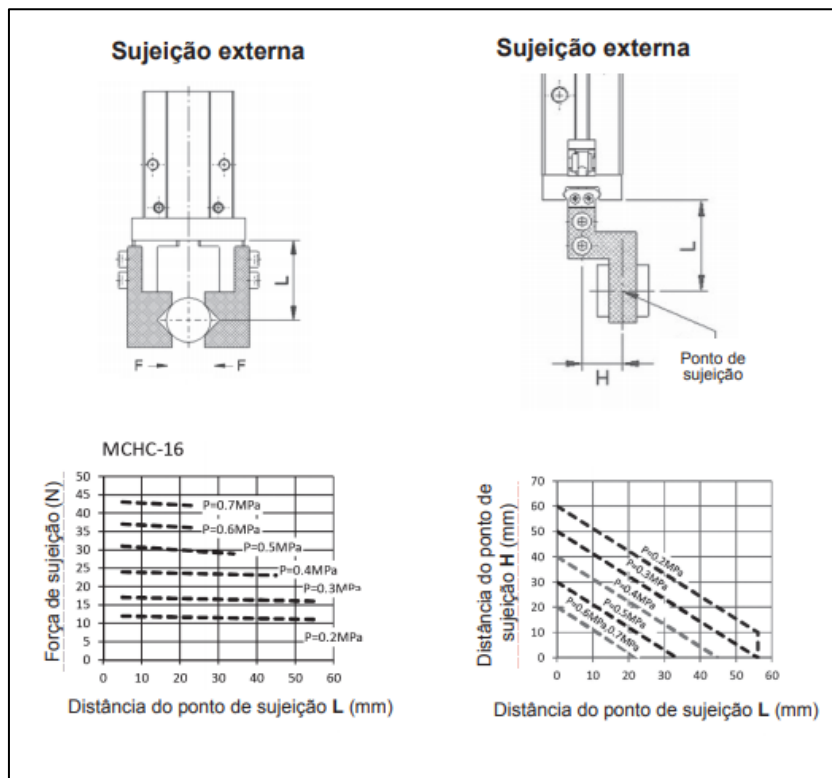 Sujeição externa
Sujeição externa
L
F
F
L
H
Ponto de
sujeição
MCHC-16
Força de sujeição (N)
50
45
40
35
30
25
20
15
10
5
0
P=0.7MPa
P=0.6MPa
P=0.5MPa
P=0.4MPa
P=0.3MPa
P=0.2MPa
0 10 20 30 40 50 60
Distância do ponto de sujeição L (mm)
Distância do ponto de
sujeição H (mm)
70
60
50
40
30
20
10
0
P=0.2MPa
P=0.3MPa
P=0.4MPa
P=0.5MPa
P=0.6MPa,0.7MPa
0 10 20 30 40 50 60
Distância do ponto de sujeição L (mm)